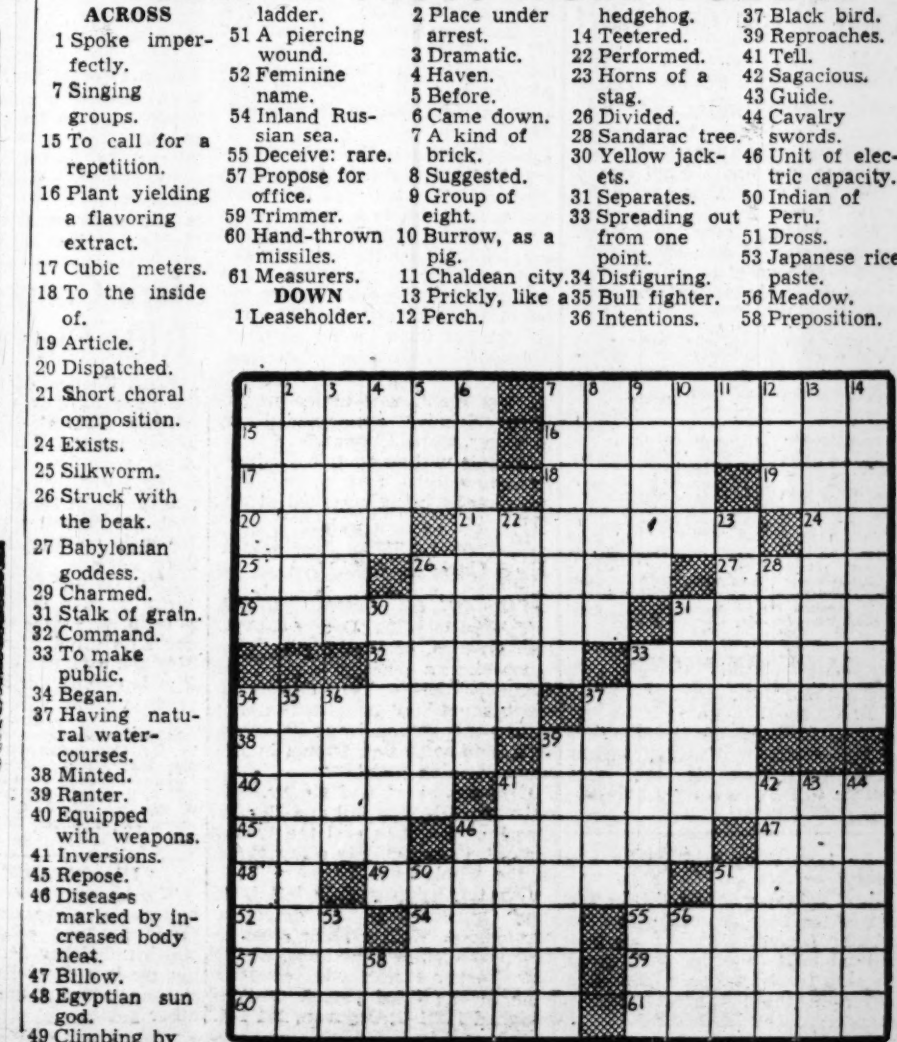 ACROSS
1 Spoke imper-
fectly.
7 Singing
groups.
15 To call for a
repetition.
16 Plant yielding
a flavoring
extract.
17 Cubic meters.
18 To the inside
of.
19 Article.
20 Dispatched.
21 Short choral
composition.
24 Exists.
25 Silkworm.
26 Struck with
the beak.
27 Babylonian
goddess.
29 Charmed.
31 Stalk of grain.
32 Command.
33 To make
public.
34 Began.
37 Having natu-
ral water-
courses.
38 Minted.
39 Ranter.
40 Equipped
with weapons.
41 Inversions.
45 Repose.
46 Diseases
marked by in-
creased body
heat.
47 Billow.
48 Egyptian sun
god.
49 Climbing by
ladder.
51 A piercing
wound.
52 Feminine
name.
54 Inland Rus-
sian sea.
55 Deceive: rare.
57 Propose for
office.
59 Trimmer.
60 Hand-thrown
missiles.
61 Measurers.
DOWN
1 Leaseholder.
2 Place under
arrest.
3 Dramatic.
4 Haven.
5 Before.
6 Came down.
7 A kind of
brick.
8 Suggested.
9 Group of
eight.
10 Burrow, as a
pig.
11 Chaldean city.
13 Prickly, like a
12 Perch.
hedgehog.
14 Teetered.
22 Performed.
23 Horns of a
stag.
26 Divided.
28 Sandarac tree.
30 Yellow jack-
ets.
31 Separates.
33 Spreading out
from one
point.
34 Disfiguring.
35 Bull fighter.
36 Intentions.
37 Black bird.
39 Reproaches.
41 Tell.
42 Sagacious.
43 Guide.
44 Cavalry
swords.
46 Unit of elec-
tric capacity.
50 Indian of
Peru.
51 Dross.
53 Japanese rice
paste.
56 Meadow.
58 Preposition.
1 2 3 4 5 6 7 8 9 10 11 12 13 14
15 16
17 18 19
20 21 22 23 24
25 26 27 28
29 30 31
32 33
34 35 36 37
38 39
40 41 42 43 44
45 46 47
48 49 50 51
52 53 54 55 56
57 58 59
60 61